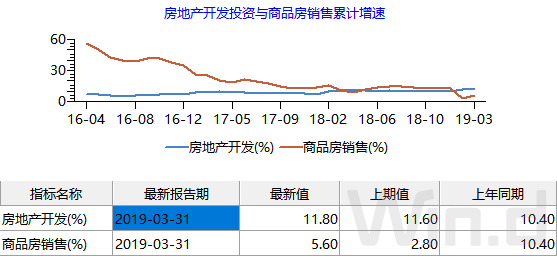 房地产开发投资与商品房销售累计增速
60
30
0
16-04 16-08 16-12 17-05 17-09 18-02 18-06 18-10 19-03
房地产开发(%) 商品房销售(%)
指标名称 最新报告期 最新值 上期值 上年同期
房地产开发(%) 2019-03-31 11.80 11.60 10.40
商品房销售(%) 2019-03-31 5.60 2.80 10.40
Win.d